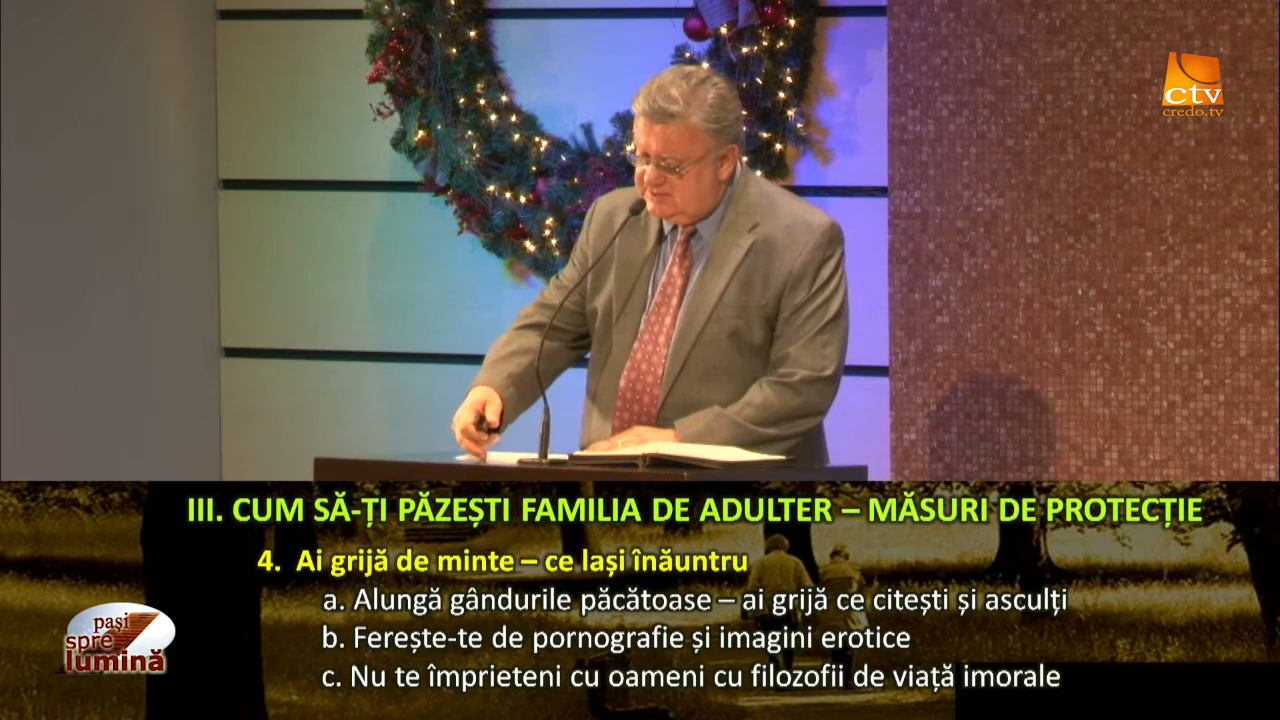 ctv
credo.tv
III. CUM SĂ-ȚI PĂZEȘTI FAMILIA DE ADULTER – MĂSURI DE PROTECȚIE
4. Ai grijă de minte – ce lași înăuntru
a. Alungă gândurile păcătoase – ai grijă ce citești și asculți
b. Ferește-te de pornografie și imagini erotice
c. Nu te împrieteni cu oameni cu filozofii de viață imorale
pași
spre
lumină